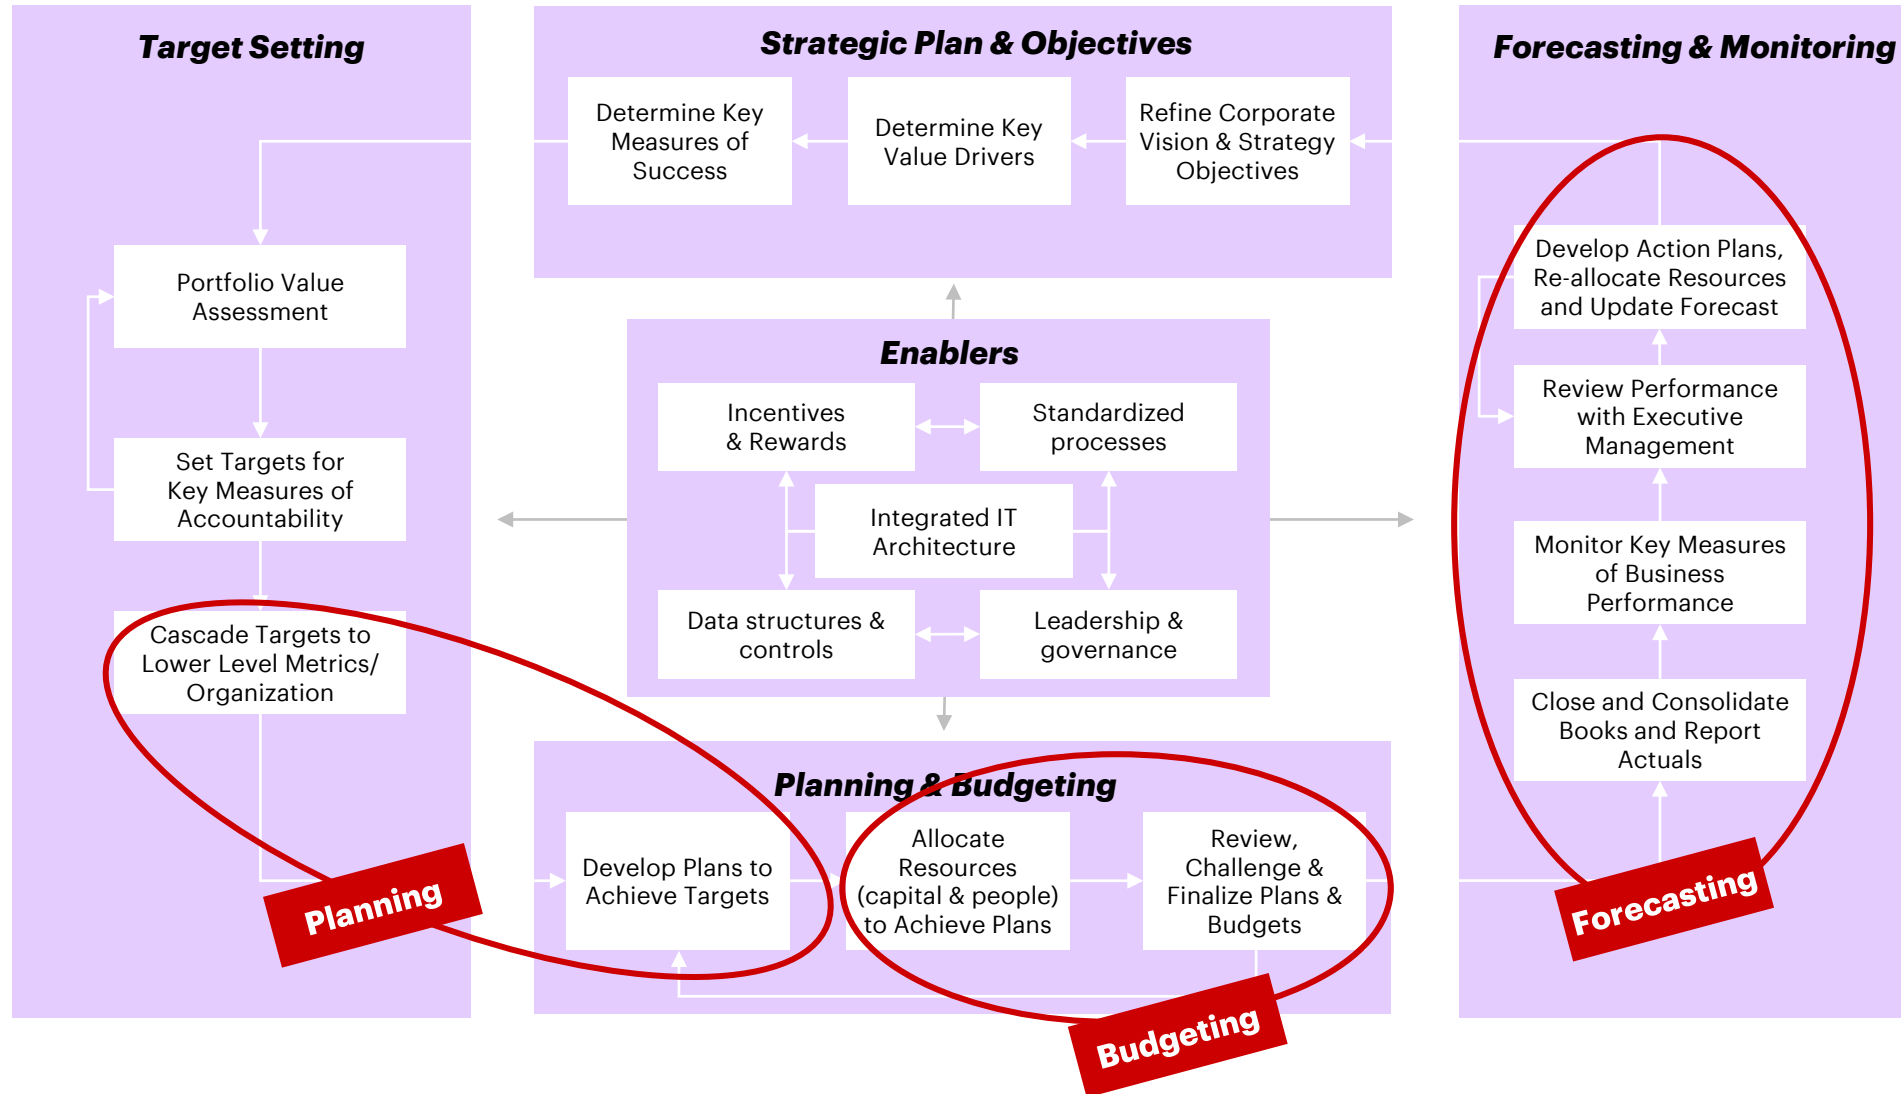 Target Setting
Portfolio Value
Assessment
Set Targets for
Key Measures of
Accountability
Cascade Targets to
Lower Level Metrics/
Organization
Strategic Plan & Objectives
Determine Key
Measures of
Success
Determine Key
Value Drivers
Refine Corporate
Vision & Strategy
Objectives
Enablers
Incentives
& Rewards
Standardized
processes
Integrated IT
Architecture
Data structures &
controls
Leadership &
governance
Planning & Budgeting
Develop Plans to
Achieve Targets
Allocate
Resources
(capital & people)
to Achieve Plans
Review,
Challenge &
Finalize Plans &
Budgets
Forecasting & Monitoring
Develop Action Plans,
Re-allocate Resources
and Update Forecast
Review Performance
with Executive
Management
Monitor Key Measures
of Business
Performance
Close and Consolidate
Books and Report
Actuals
Planning
Budgeting
Forecasting